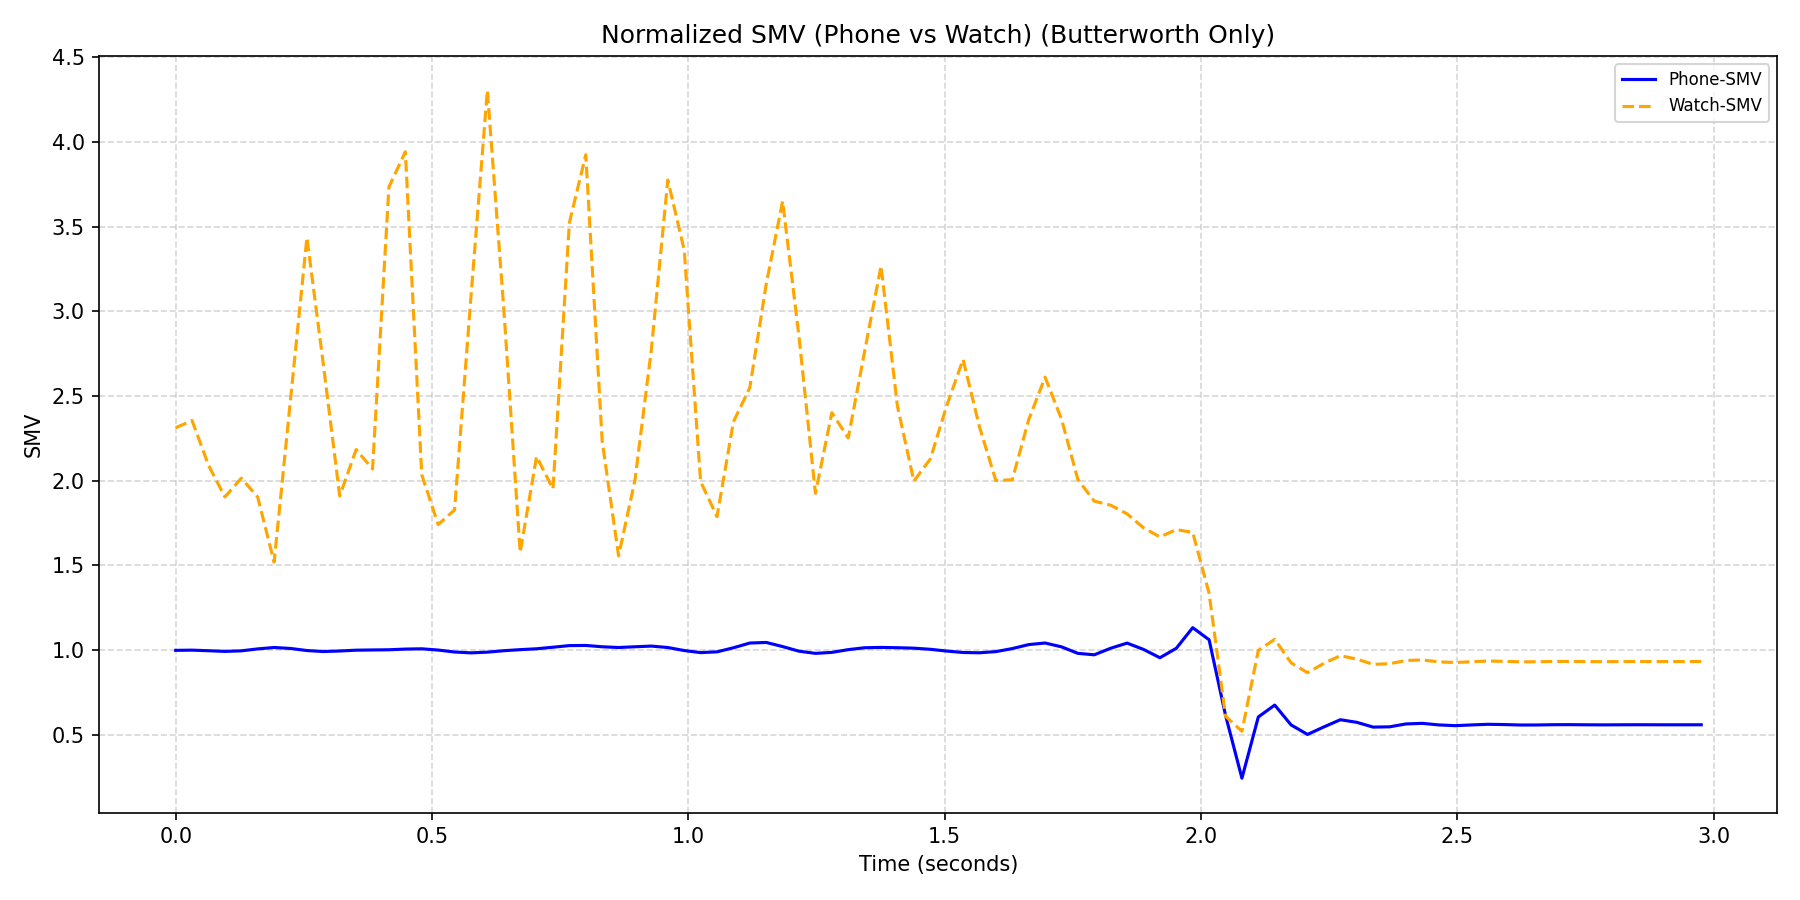 Normalized SMV (Phone vs Watch) (Butterworth Only)
Phone-SMV
Watch-SMV
SMV
4.5
4.0
3.5
3.0
2.5
2.0
1.5
1.0
0.5
0.0 0.5 1.0 1.5 2.0 2.5 3.0
Time (seconds)